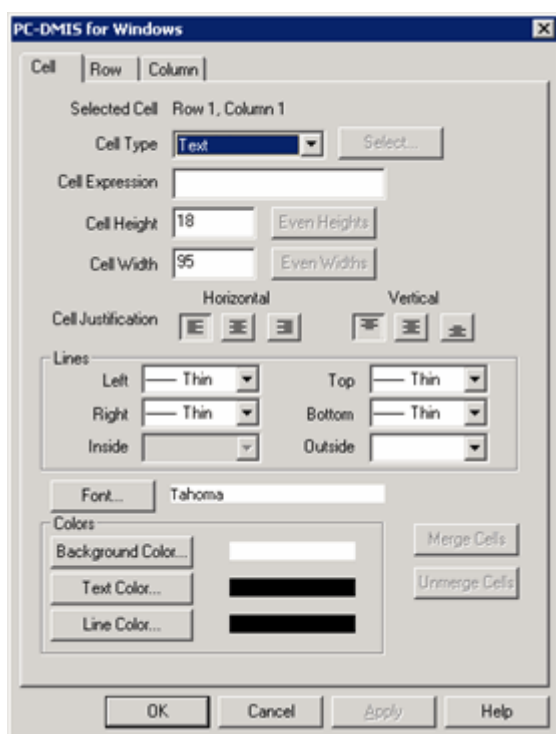 PC-DMIS for Windows
Cell Row Column
Selected Cell Row 1, Column 1
Cell Type Text Select...
Cell Expression
Cell Height 18 Even Heights
Cell Width 95 Even Widths
Horizontal Vertical
Cell Justification
Lines
Left Thin Top Thin
Right Thin Bottom Thin
Inside Outside
Font... Tahoma
Colors
Background Color... Merge Cells
Text Color... Unmerge Cells
Line Color...
OK Cancel Apply Help